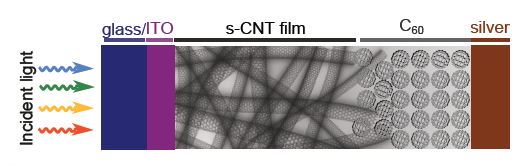 glass/ITO
s-CNT film
C₆₀
silver
Incident light